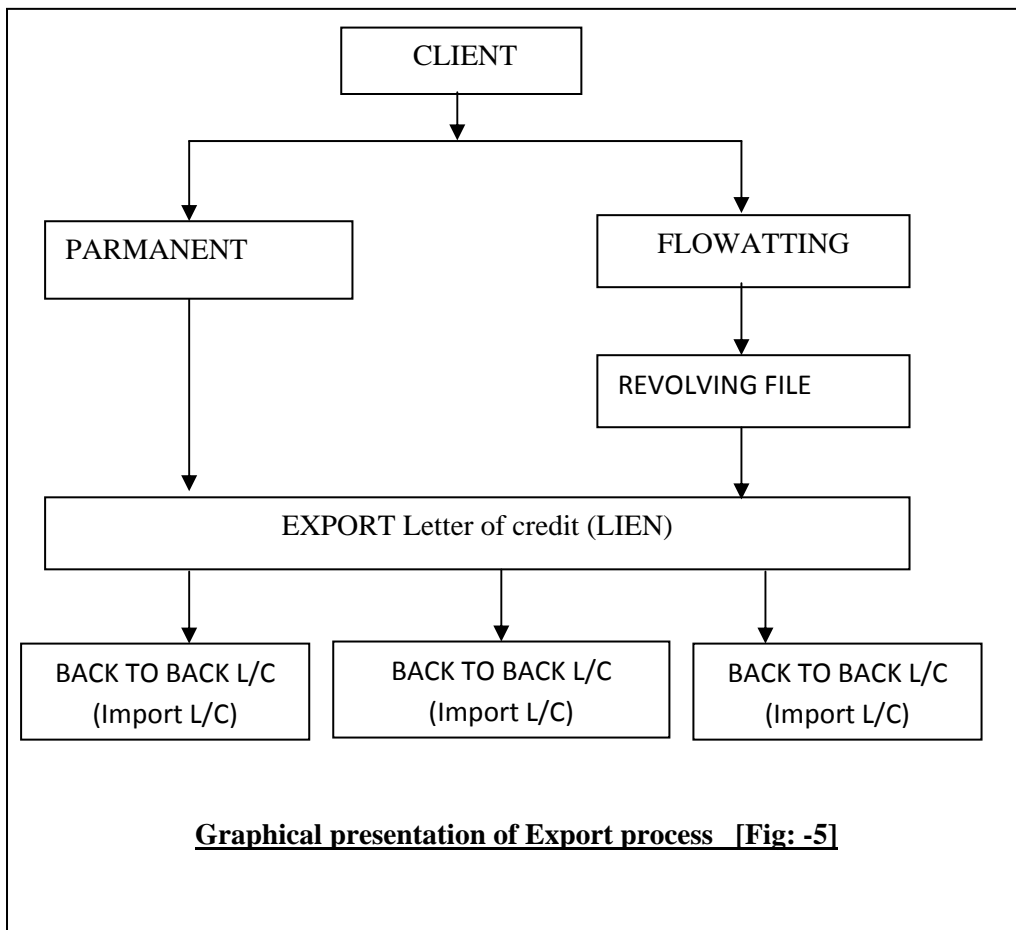 CLIENT
PARMANENT
FLOWATTING
REVOLVING FILE
EXPORT Letter of credit (LIEN)
BACK TO BACK L/C
(Import L/C)
BACK TO BACK L/C
(Import L/C)
BACK TO BACK L/C
(Import L/C)
Graphical presentation of Export process [Fig: -5]